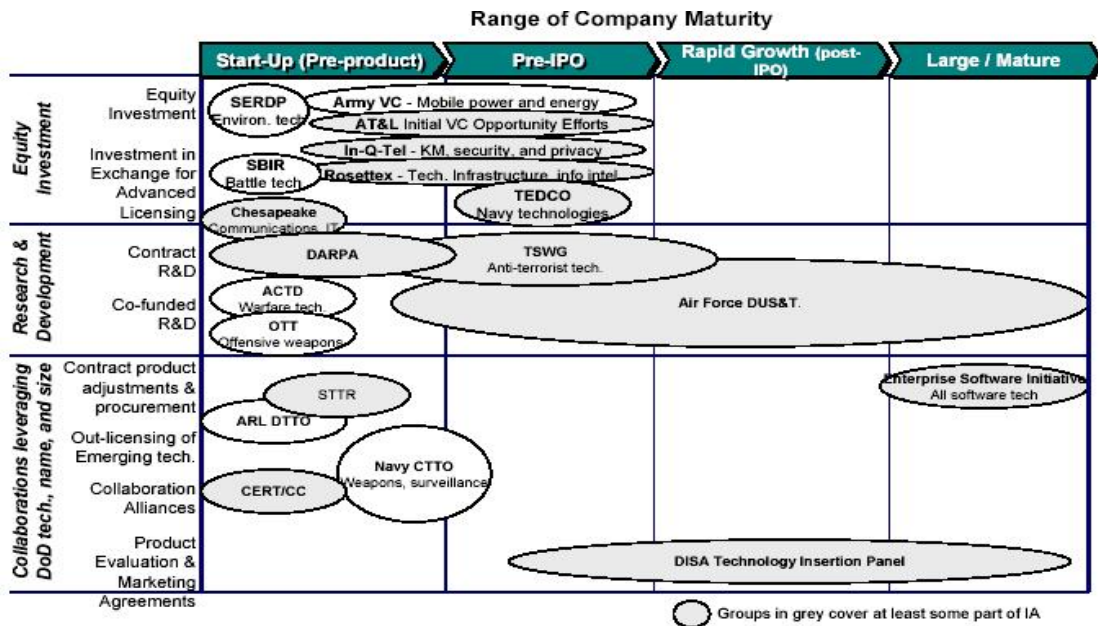 Range of Company Maturity
Start-Up (Pre-product)
Pre-IPO
Rapid Growth (post-
IPO)
Large / Mature
Equity
Investment
Equity
Investment
Investment in
Exchange for
Advanced
Licensing
SERDP
Environ. tech
Army VC - Mobile power and energy
AT&L Initial VC Opportunity Efforts
In-Q-Tel - KM, security, and privacy
SBIR
Battle tech
Rosettex - Tech. Infrastructure, info intel
TEDCO
Navy technologies
Chesapeake
Communications, IT
Research &
Development
Contract
R&D
Co-funded
R&D
DARPA
TSWG
Anti-terrorist tech.
ACTD
Warfare tech
Air Force DUS&T.
OTT
Offensive weapons
Collaborations leveraging
DoD tech., name, and size
Contract product
adjustments &
procurement
Out-licensing of
Emerging tech.
Collaboration
Alliances
Product
Evaluation &
Marketing
Agreements
STTR
ARL DTTO
Enterprise Software Initiative
All software tech
Navy CTTO
Weapons, surveillance
CERT/CC
DISA Technology Insertion Panel
Groups in grey cover at least some part of IA